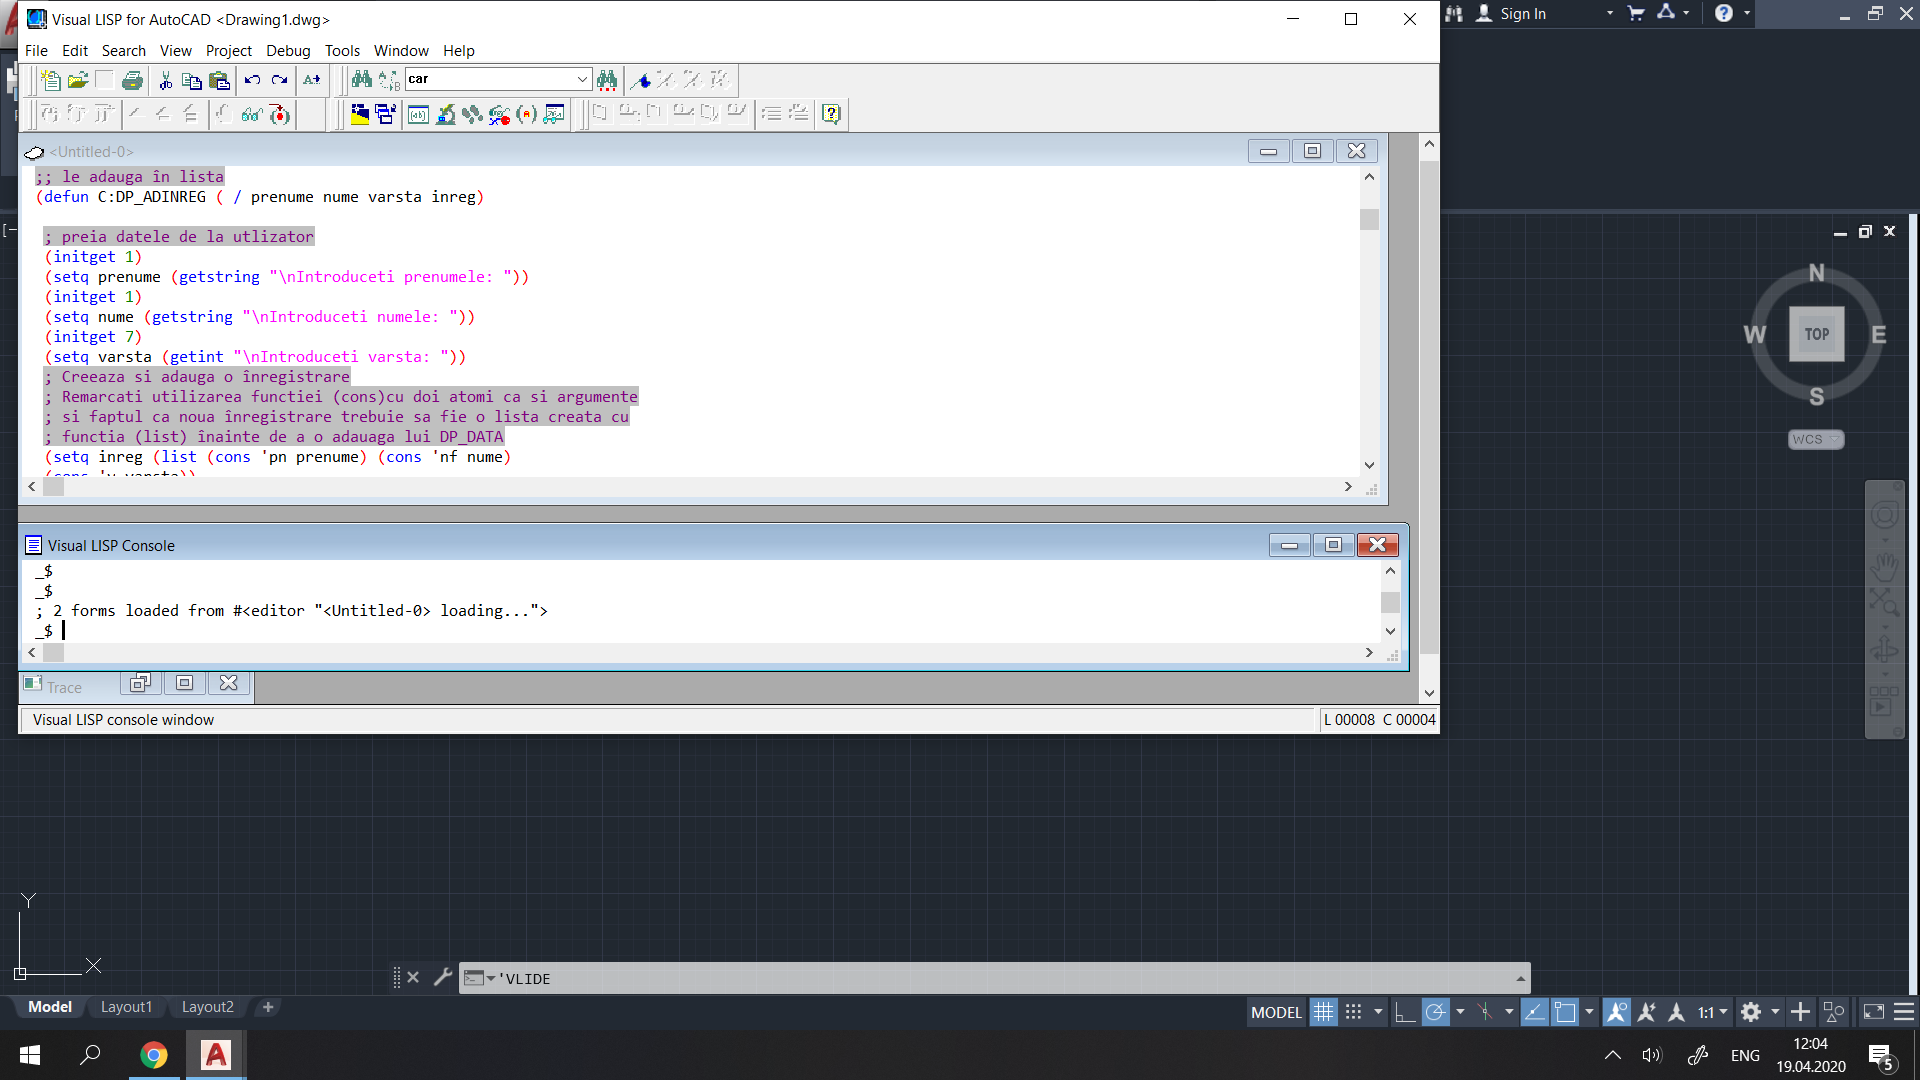 Visual LISP for AutoCAD <Drawing1.dwg>
Sign In
File Edit Search View Project Debug Tools Window Help
car
<Untitled-0>
;; le adauga în lista
(defun C:DP_ADINREG ( / prenume nume varsta inreg)
; preia datele de la utlizator
(initget 1)
(setq prenume (getstring "\nIntroduceti prenumele: "))
(initget 1)
(setq nume (getstring "\nIntroduceti numele: "))
(initget 7)
(setq varsta (getint "\nIntroduceti varsta: "))
; Creeaza si adauga o înregistrare
; Remarcati utilizarea functiei (cons)cu doi atomi ca si argumente
; si faptul ca noua înregistrare trebuie sa fie o lista creata cu
; functia (list) înainte de a o adauaga lui DP_DATA
(setq inreg (list (cons 'pn prenume) (cons 'nf nume)
(cons 'v varsta))
Visual LISP Console
_$
_$
; 2 forms loaded from #<editor "<Untitled-0> loading...">
_$
Trace
Visual LISP console window
L 00008 C 00004
[−
N
W TOP E
S
WCS
Y
X
'VLIDE
Model Layout1 Layout2 +
MODEL
1:1
ENG
12:04
19.04.2020
5